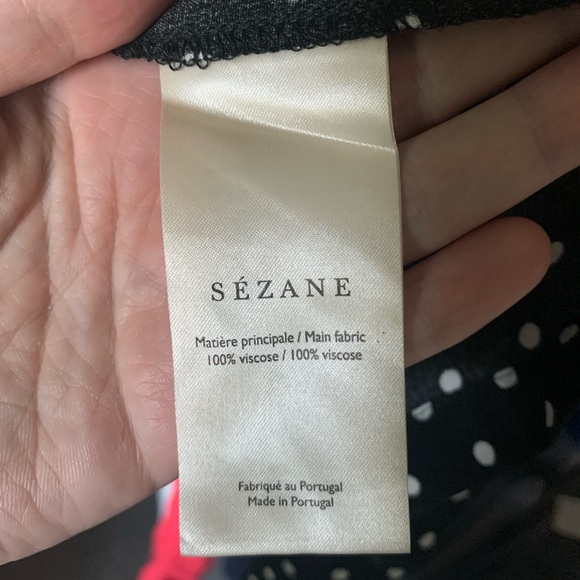 SÉZANE
Matière principale / Main fabric
100% viscose / 100% viscose
Fabriqué au Portugal
Made in Portugal